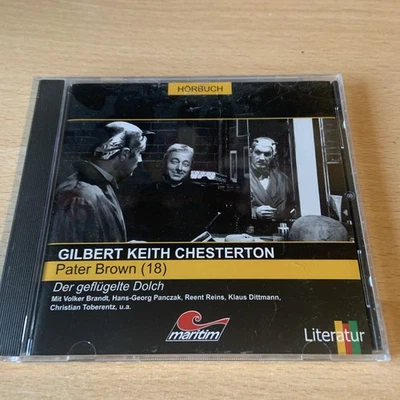 HÖRBUCH
GILBERT KEITH CHESTERTON
Pater Brown (18)
Der geflügelte Dolch
Mit Volker Brandt, Hans-Georg Panczak, Reent Reins, Klaus Dittmann,
Christian Toberentz, u.a.
maritim
Literatur